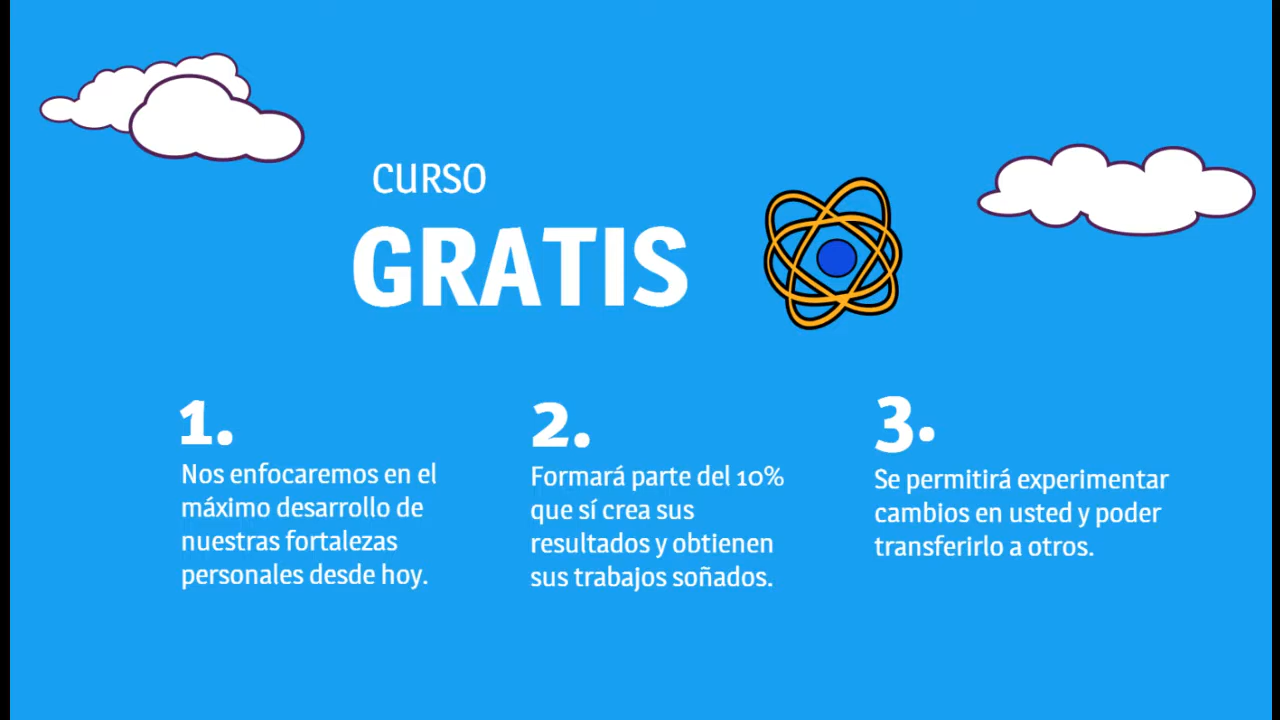 CURSO
GRATIS
1.
Nos enfocaremos en el
máximo desarrollo de
nuestras fortalezas
personales desde hoy.
2.
Formará parte del 10%
que sí crea sus
resultados y obtienen
sus trabajos soñados.
3.
Se permitirá experimentar
cambios en usted y poder
transferirlo a otros.